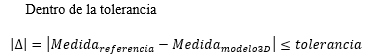 Dentro de la tolerancia
|Δ| = |Medida_referencia − Medida_modelo3D| ≤ tolerancia